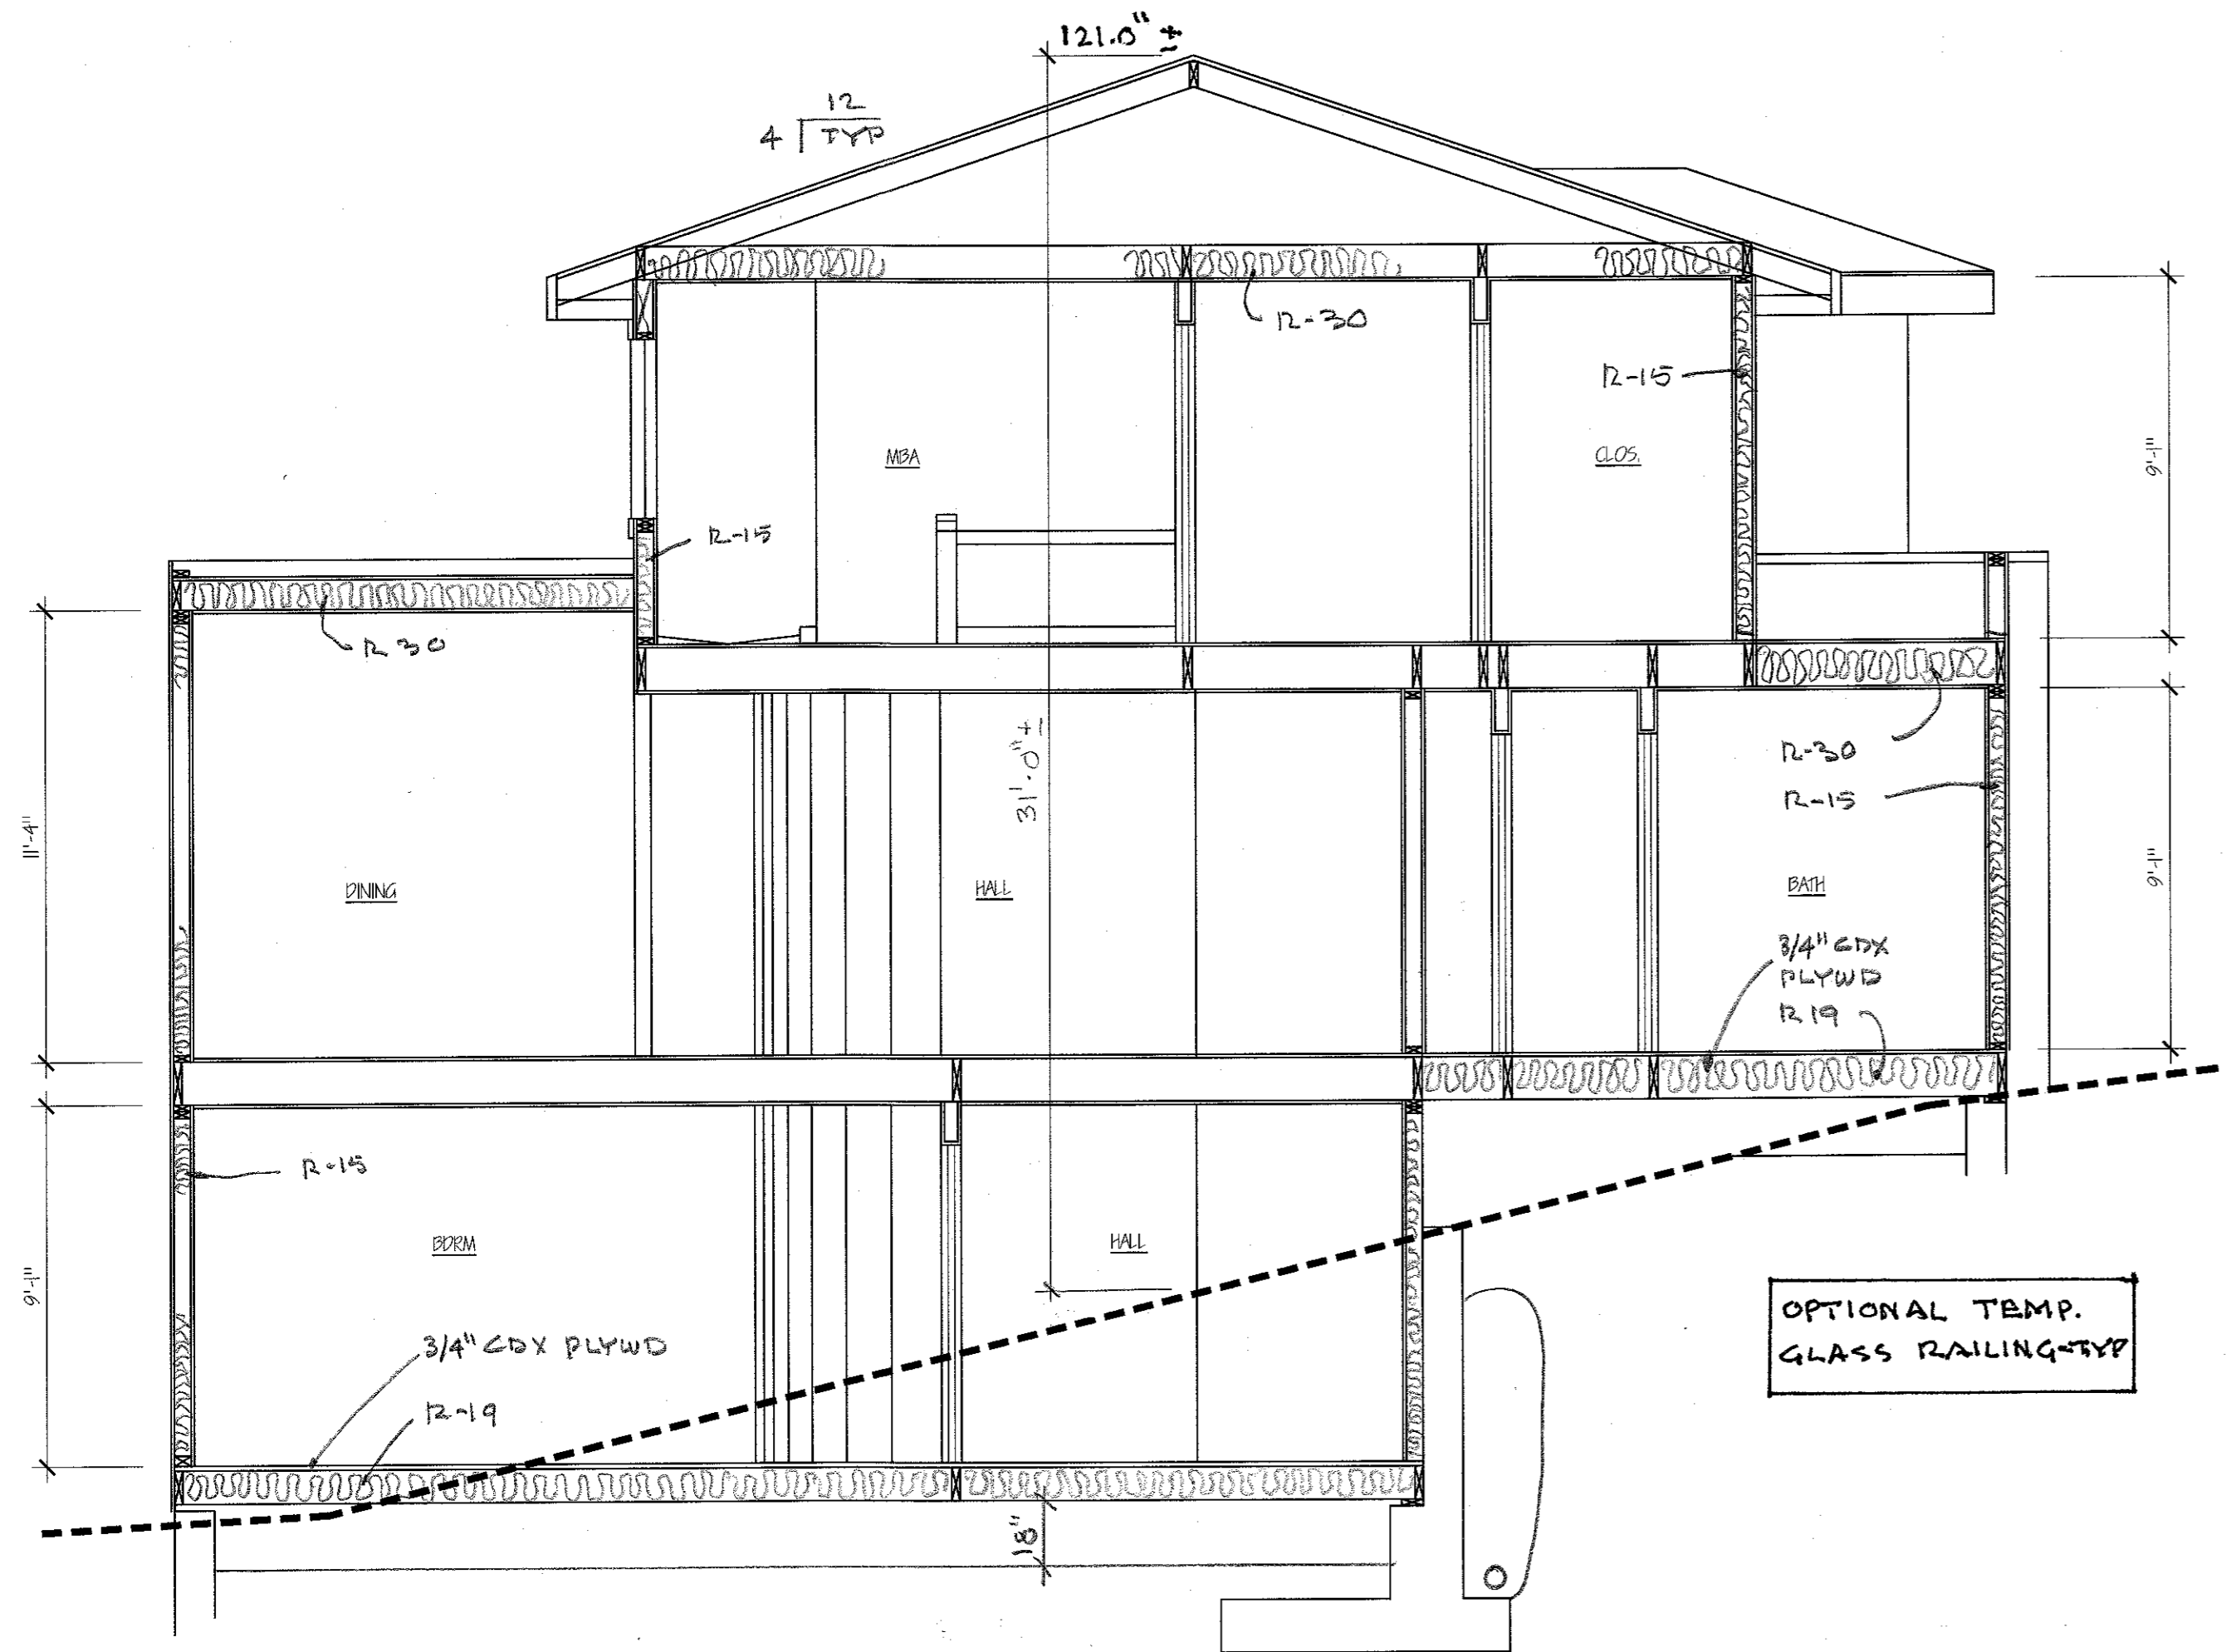 121.0" ±
12
4 TYP
R-30
R-15
MBA
CLOS.
9'-1"
R-15
R 30
31'.0" +1
R-30
R-15
11'-4"
DINING
HALL
BATH
9'-1"
3/4" CDX
PLYWD
R 19
R-15
BDRM
HALL
9'-1"
OPTIONAL TEMP.
GLASS RAILING-TYP
3/4" CDX PLYWD
R-19
18"